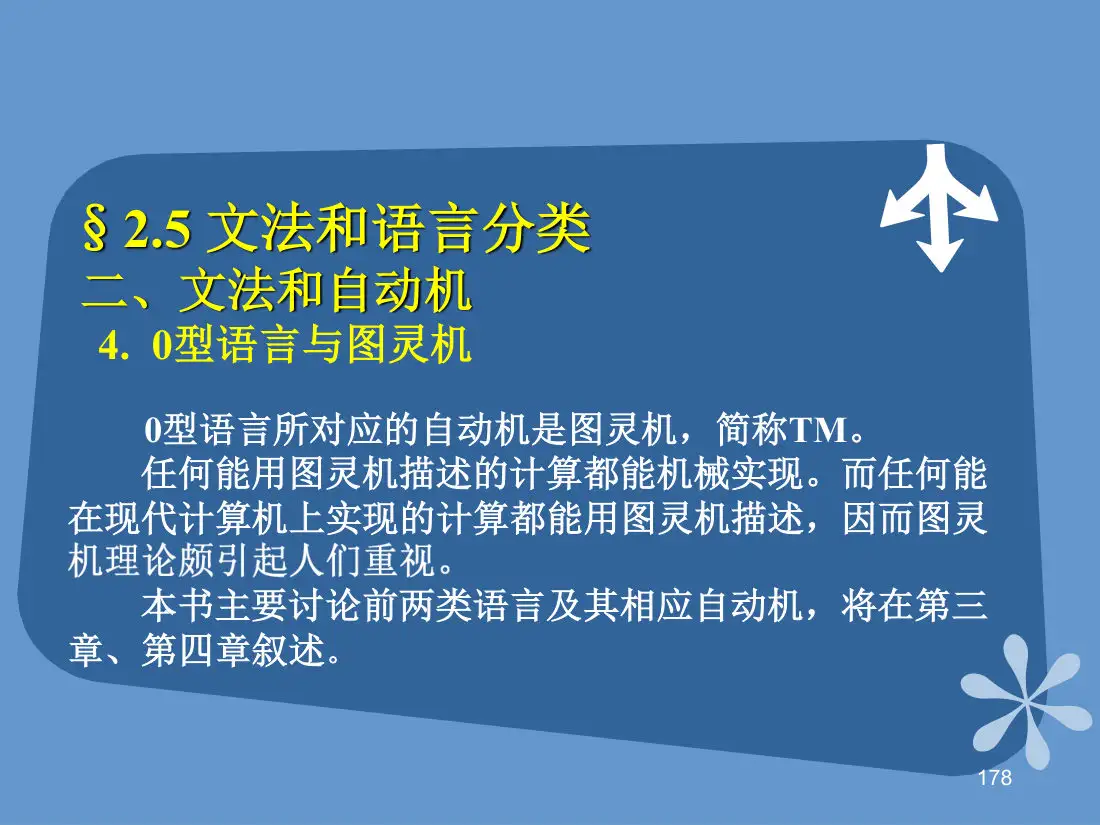 §2.5 文法和语言分类
二、文法和自动机
4. 0型语言与图灵机
0型语言所对应的自动机是图灵机，简称TM。
任何能用图灵机描述的计算都能机械实现。而任何能
在现代计算机上实现的计算都能用图灵机描述，因而图灵
机理论颇引起人们重视。
本书主要讨论前两类语言及其相应自动机，将在第三
章、第四章叙述。
178